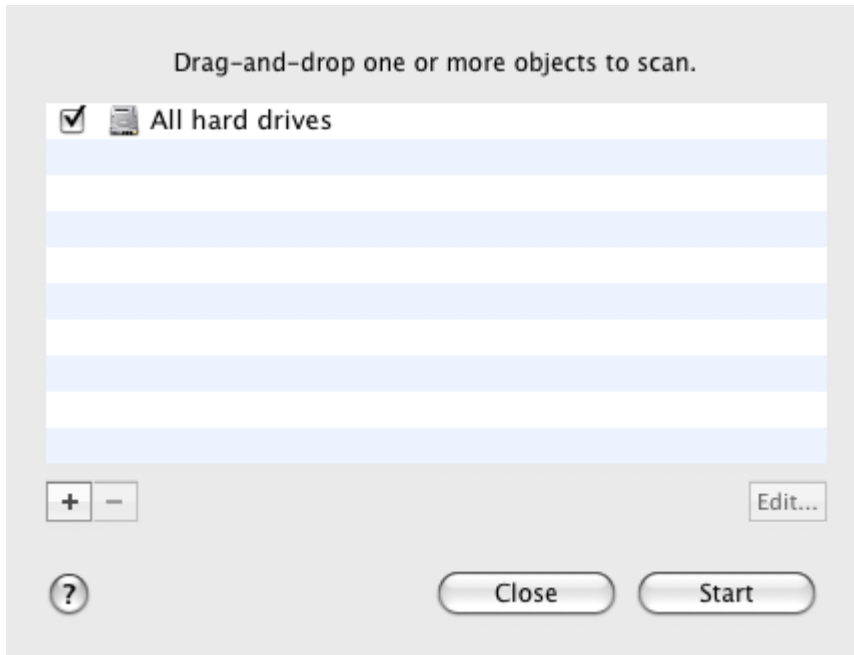 Drag-and-drop one or more objects to scan.
All hard drives
+ −
Edit...
?
Close
Start